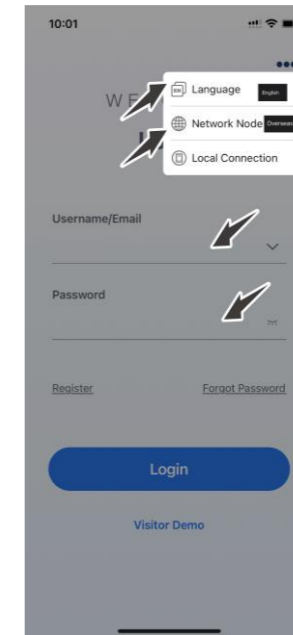 10:01
Language English
Network Node Overseas
Local Connection
Username/Email
Password
Register Forgot Password
Login
Visitor Demo